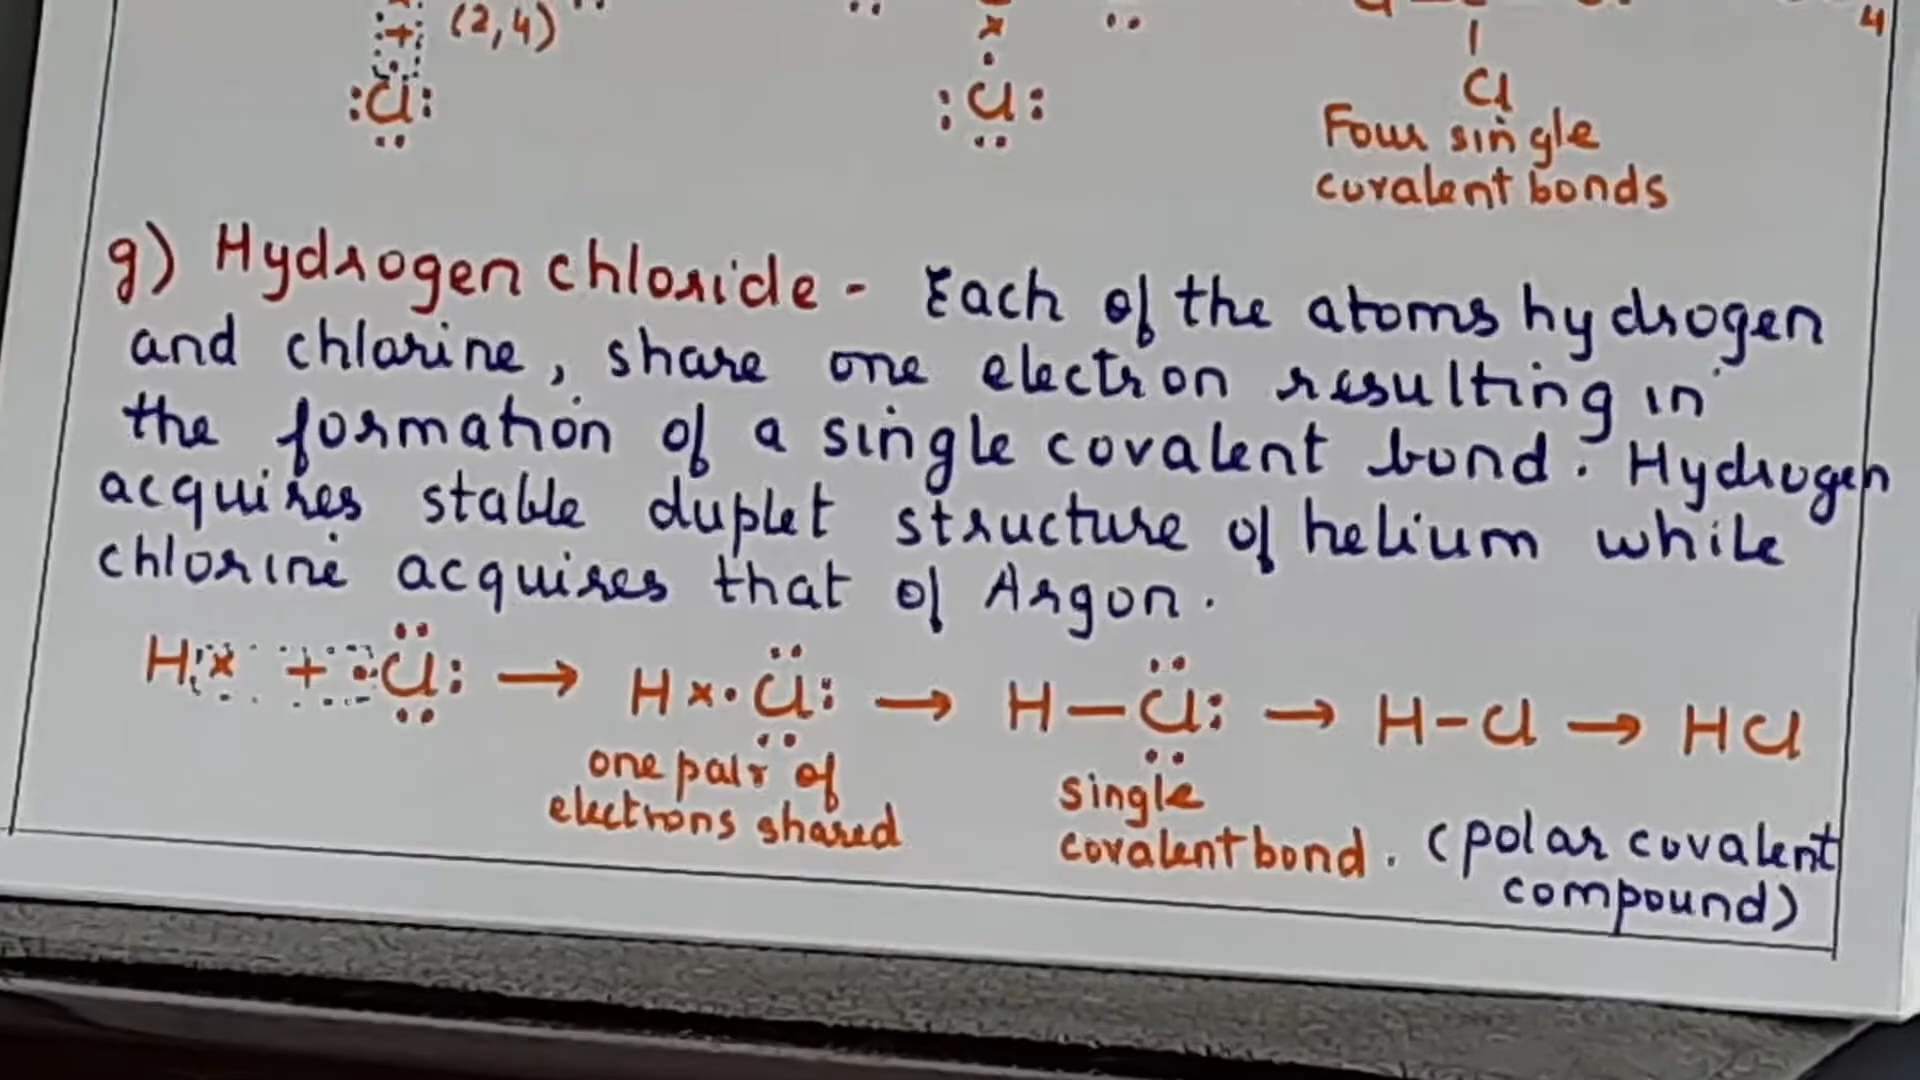 (2,4)
Cl 4
:Cl: :Cl: Four single
covalent bonds
g) Hydrogen chloride - Each of the atoms hydrogen
and chlorine, share one electron resulting in
the formation of a single covalent bond. Hydrogen
acquires stable duplet structure of helium while
chlorine acquires that of Argon.
H× + •Cl: → H×•Cl: → H–Cl: → H–Cl → HCl
one pair of single
electrons shared covalent bond. (polar covalent
compound)